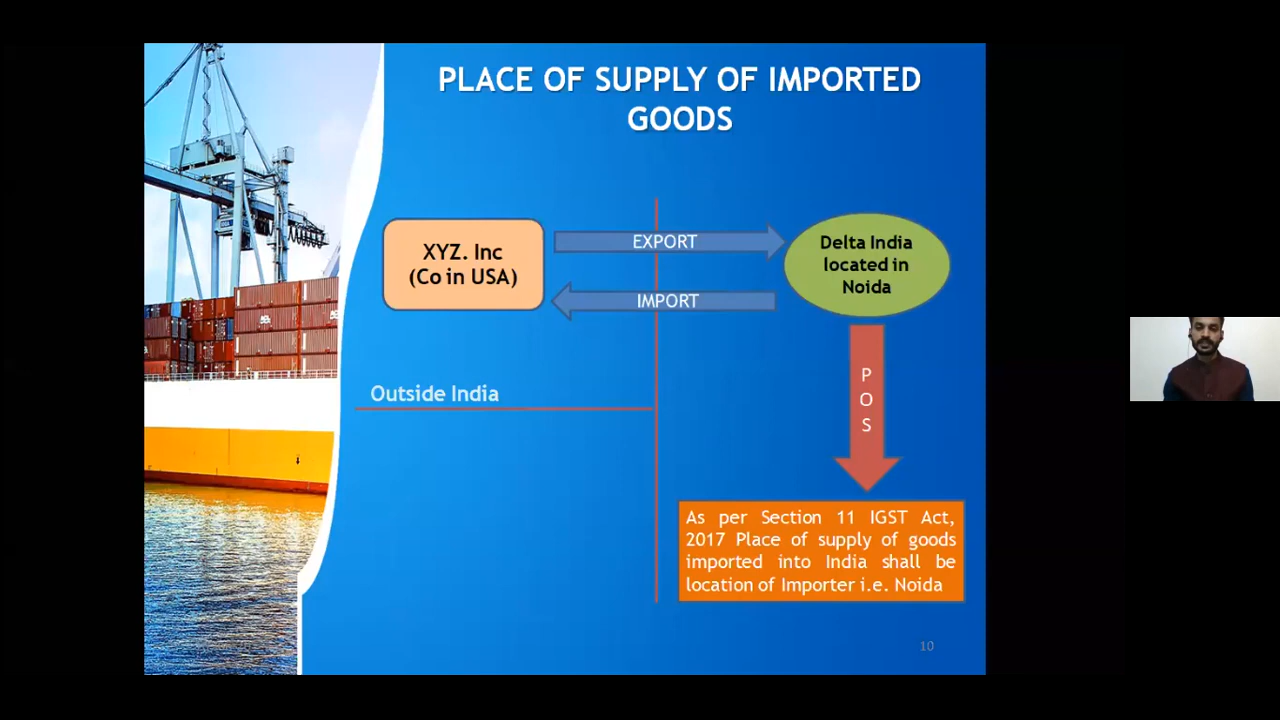 PLACE OF SUPPLY OF IMPORTED
GOODS
XYZ. Inc
(Co in USA)
EXPORT
IMPORT
Delta India
located in
Noida
Outside India
P
O
S
As per Section 11 IGST Act,
2017 Place of supply of goods
imported into India shall be
location of Importer i.e. Noida
10